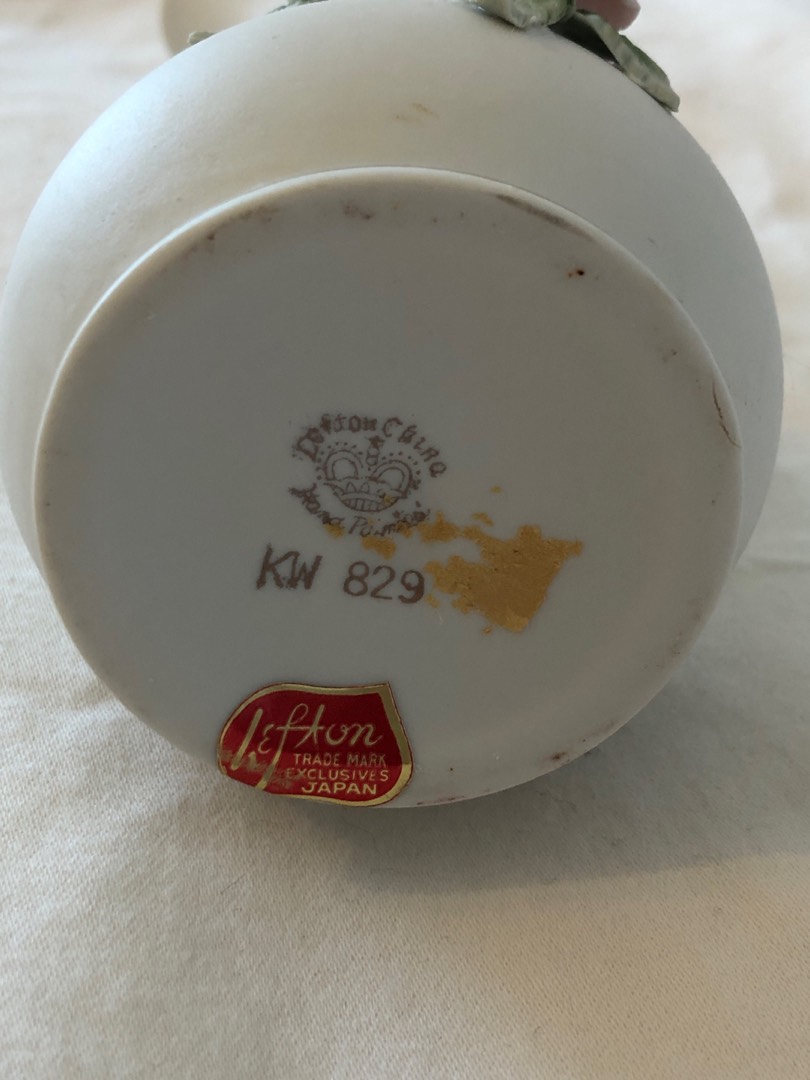 Lefton China
Hand Painted
KW 829
Lefton
TRADE MARK
EXCLUSIVES
JAPAN